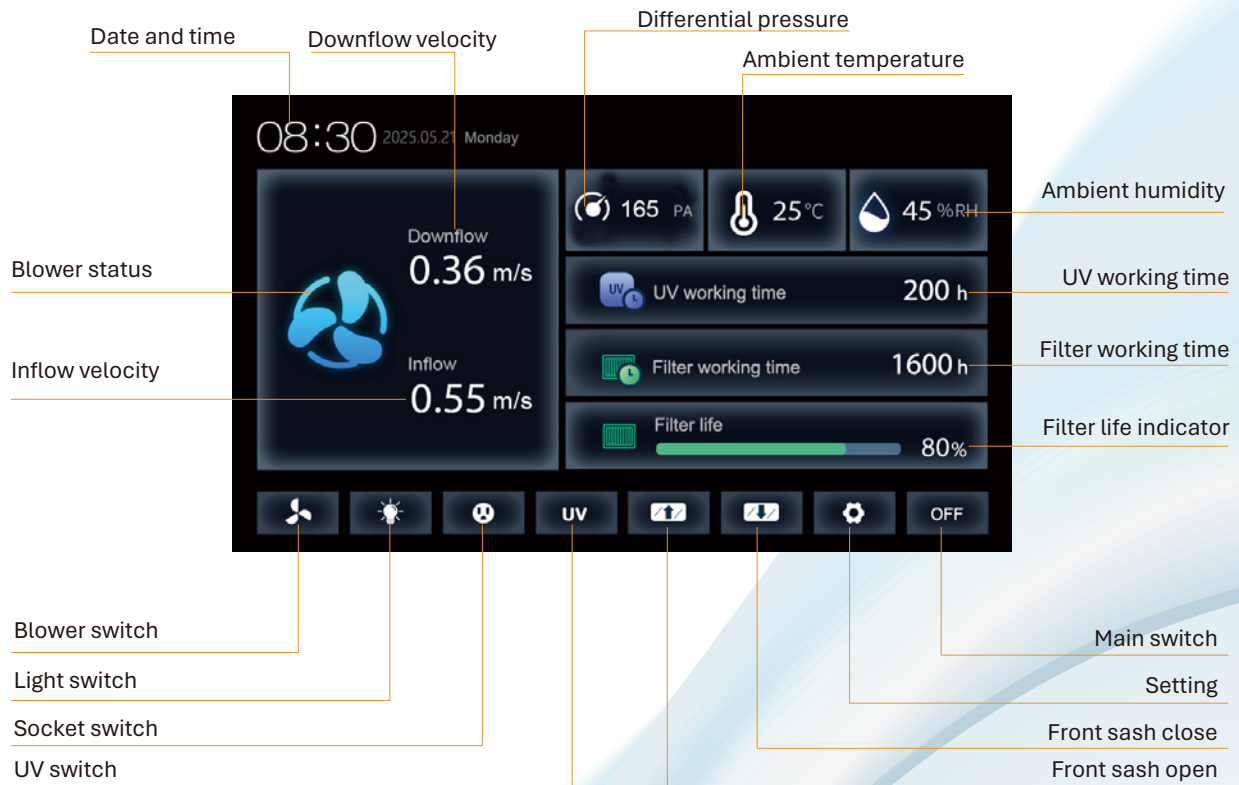 Differential pressure
Date and time
Downflow velocity
Ambient temperature
08:30 2025.05.21 Monday
165 PA
25°C
45 %RH
Ambient humidity
Downflow
0.36 m/s
Blower status
UV
UV working time
200 h
UV working time
Inflow velocity
Inflow
0.55 m/s
Filter working time
1600 h
Filter working time
Filter life
80%
Filter life indicator
UV
OFF
Blower switch
Main switch
Light switch
Setting
Socket switch
Front sash close
UV switch
Front sash open